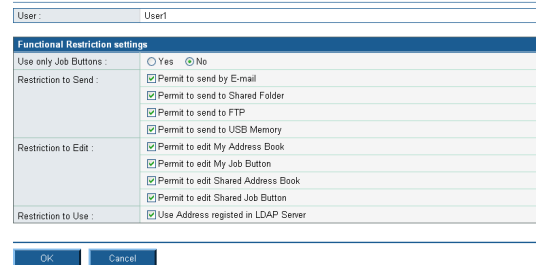 User : User1
Functional Restriction settings
Use only Job Buttons : Yes No
Restriction to Send : Permit to send by E-mail
Permit to send to Shared Folder
Permit to send to FTP
Permit to send to USB Memory
Restriction to Edit : Permit to edit My Address Book
Permit to edit My Job Button
Permit to edit Shared Address Book
Permit to edit Shared Job Button
Restriction to Use : Use Address registed in LDAP Server
OK Cancel